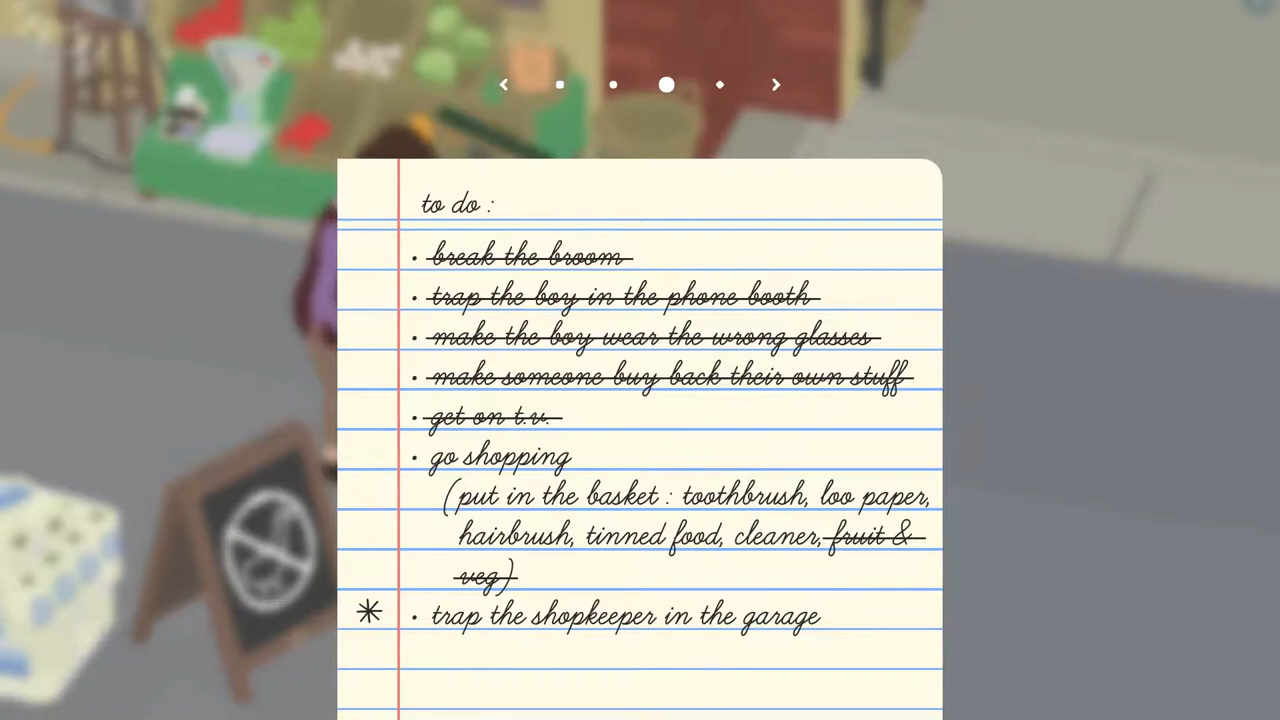 to do :
• break the broom
• trap the boy in the phone booth
• make the boy wear the wrong glasses
• make someone buy back their own stuff
• get on t.v.
• go shopping
(put in the basket : toothbrush, loo paper,
hairbrush, tinned food, cleaner, fruit &
veg)
* • trap the shopkeeper in the garage